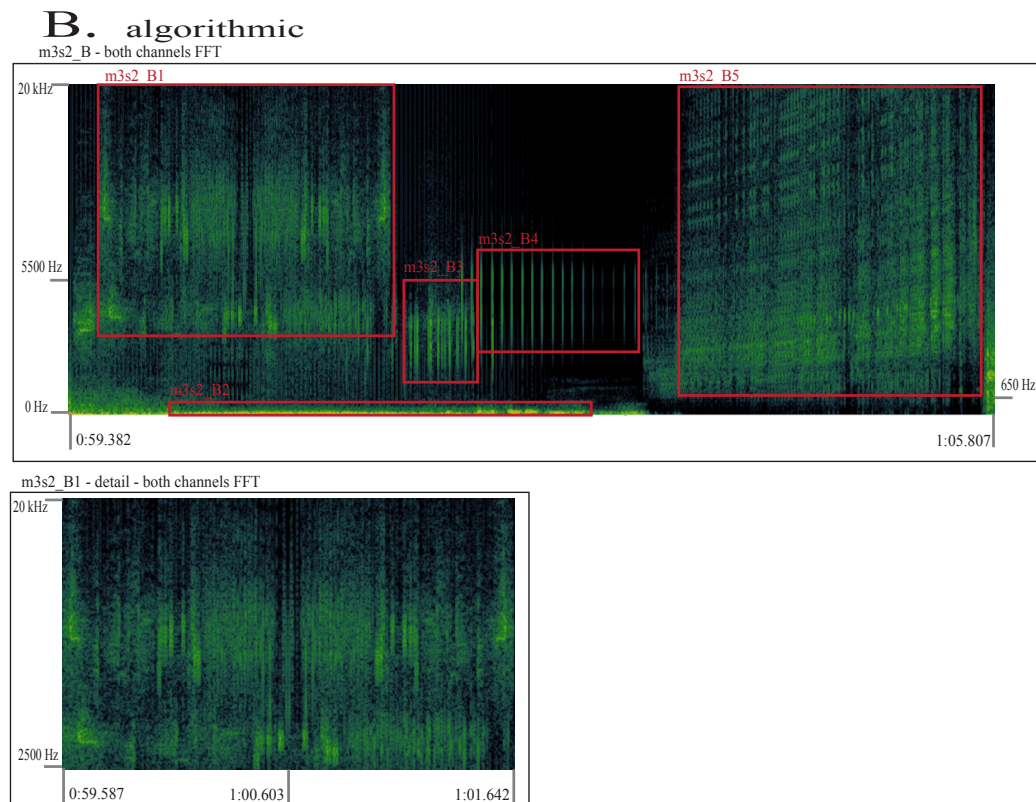 B. algorithmic
m3s2_B - both channels FFT
m3s2_B1
m3s2_B5
20 kHz
m3s2_B4
5500 Hz
m3s2_B3
m3s2_B2
650 Hz
0 Hz
0:59.382
1:05.807
m3s2_B1 - detail - both channels FFT
20 kHz
2500 Hz
0:59.587
1:00.603
1:01.642